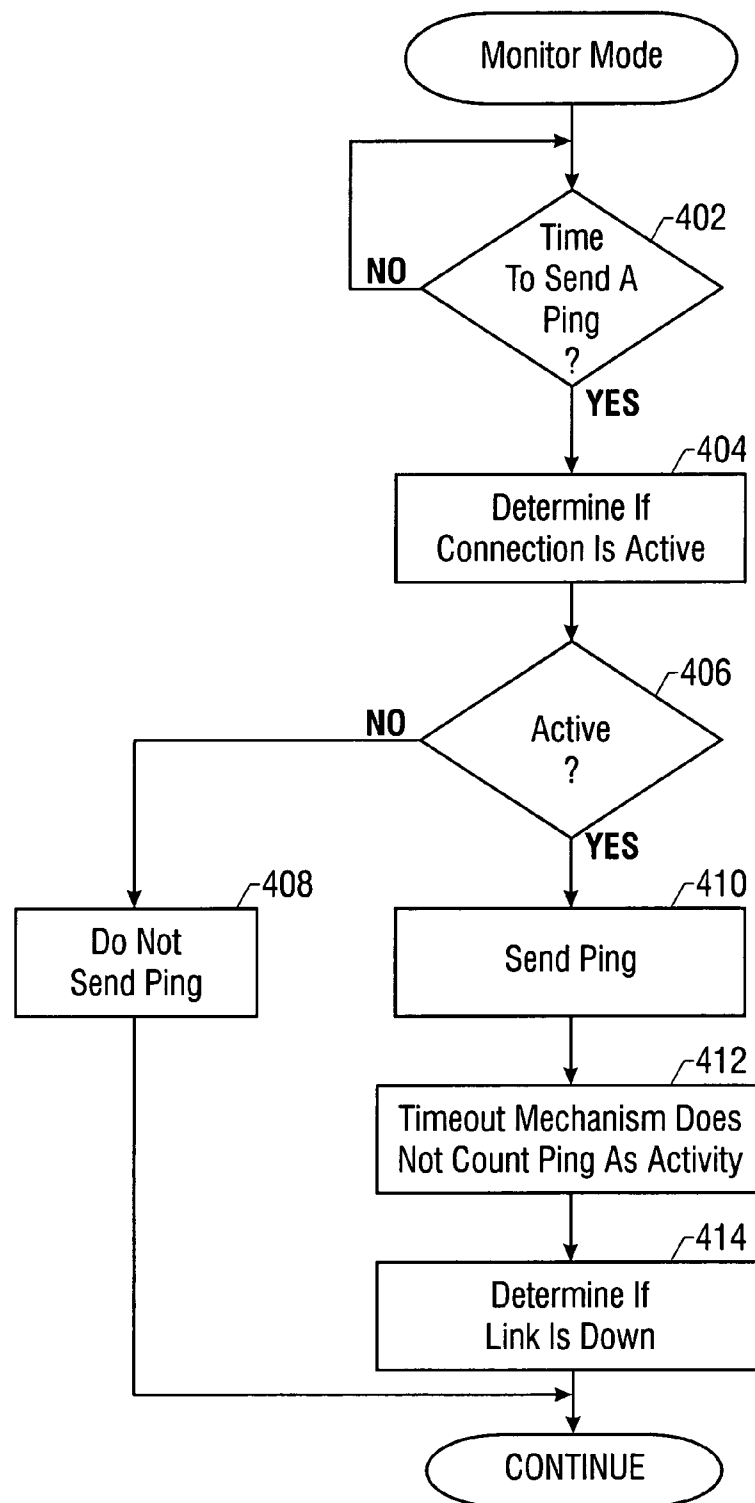 Monitor Mode
402
Time
To Send A
Ping
?
NO
YES
404
Determine If
Connection Is Active
406
Active
?
NO
YES
408
Do Not
Send Ping
410
Send Ping
412
Timeout Mechanism Does
Not Count Ping As Activity
414
Determine If
Link Is Down
CONTINUE